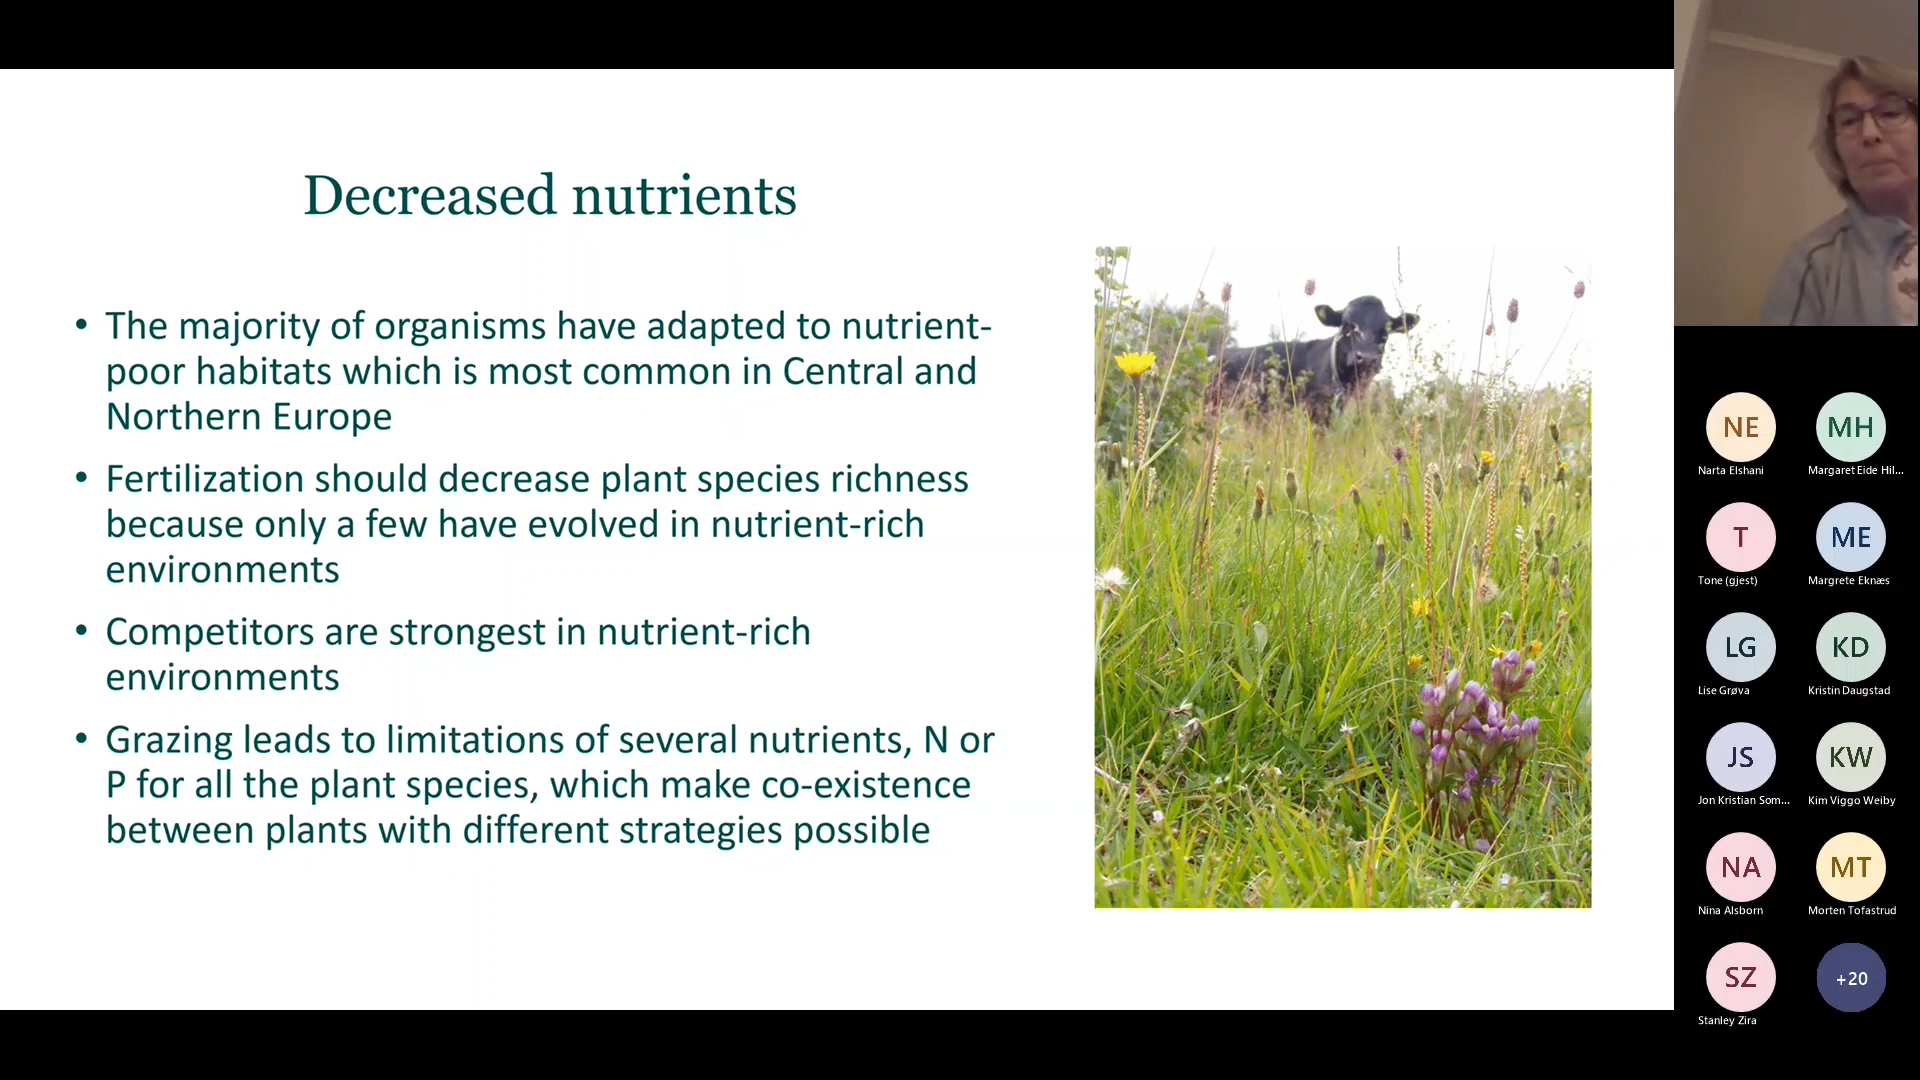 Decreased nutrients
• The majority of organisms have adapted to nutrient-
poor habitats which is most common in Central and
Northern Europe
• Fertilization should decrease plant species richness
because only a few have evolved in nutrient-rich
environments
• Competitors are strongest in nutrient-rich
environments
• Grazing leads to limitations of several nutrients, N or
P for all the plant species, which make co-existence
between plants with different strategies possible
NE
Narta Elshani
MH
Margaret Eide Hil...
T
Tone (gjest)
ME
Margrete Eknæs
LG
Lise Grøva
KD
Kristin Daugstad
JS
Jon Kristian Som...
KW
Kim Viggo Weiby
NA
Nina Alsborn
MT
Morten Tofastrud
SZ
Stanley Zira
+20